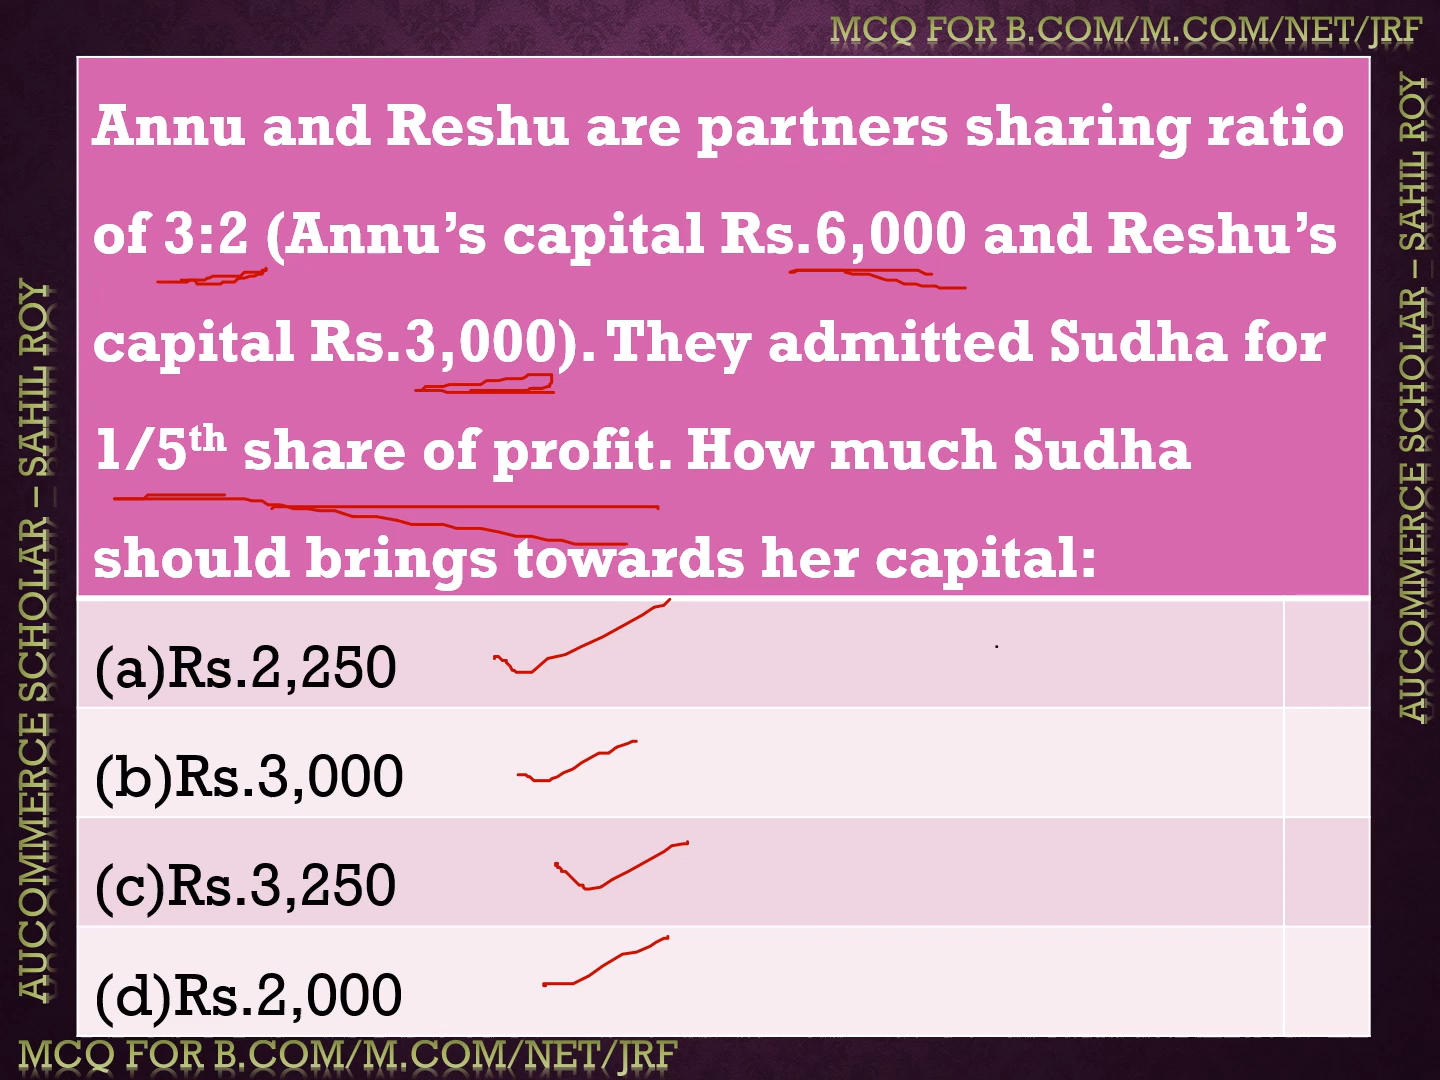 MCQ FOR B.COM/M.COM/NET/JRF
Annu and Reshu are partners sharing ratio
of 3:2 (Annu’s capital Rs.6,000 and Reshu’s
capital Rs.3,000). They admitted Sudha for
1/5th share of profit. How much Sudha
should brings towards her capital:
(a)Rs.2,250
(b)Rs.3,000
(c)Rs.3,250
(d)Rs.2,000
AUCOMMERCE SCHOLAR – SAHIL ROY
AUCOMMERCE SCHOLAR – SAHIL ROY
MCQ FOR B.COM/M.COM/NET/JRF